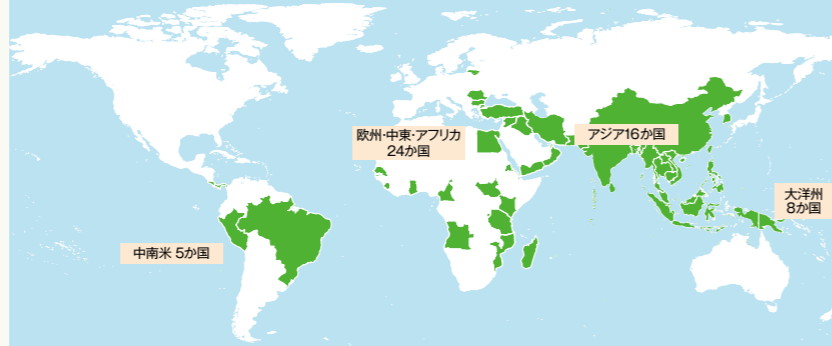 欧州・中東・アフリカ
24か国
アジア16か国
大洋州
8か国
中南米 5か国